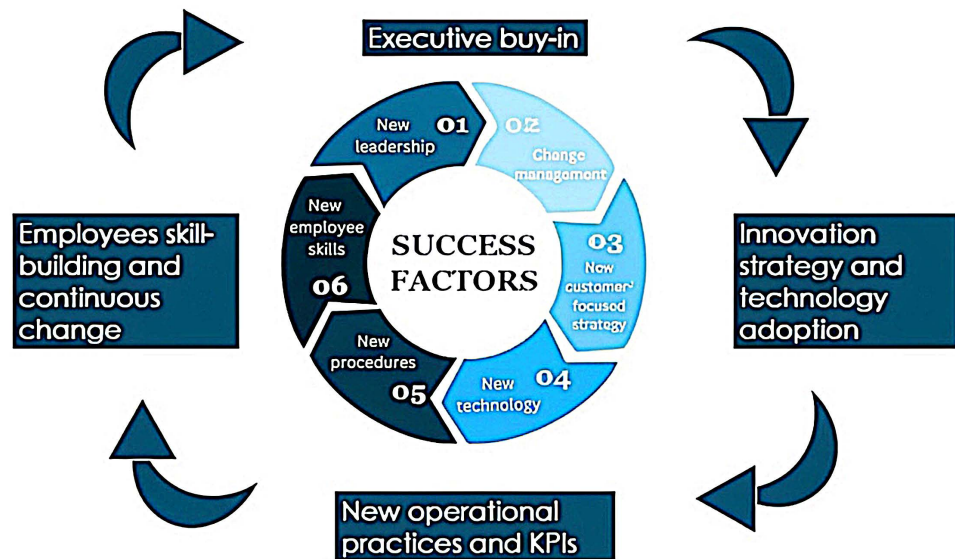 Executive buy-in
New
leadership
01
02
Change
management
03
New
customer-
focused
strategy
New
technology
04
New
procedures
05
New
employee
skills
06
SUCCESS
FACTORS
Innovation
strategy and
technology
adoption
New operational
practices and KPIs
Employees skill-
building and
continuous
change